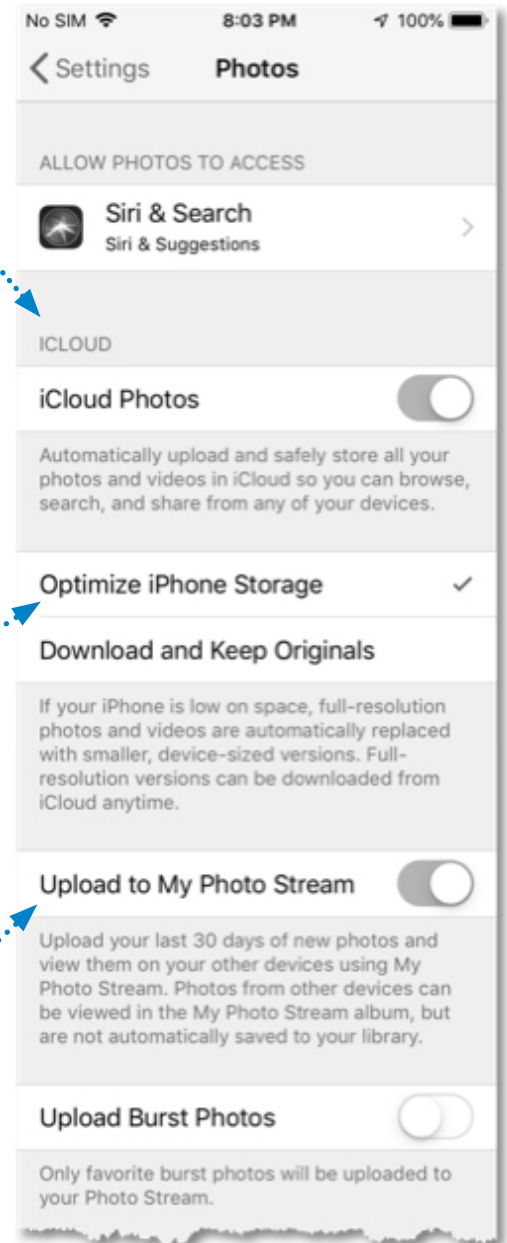 No SIM 8:03 PM 100%
Settings Photos
ALLOW PHOTOS TO ACCESS
Siri & Search
Siri & Suggestions
ICLOUD
iCloud Photos
Automatically upload and safely store all your
photos and videos in iCloud so you can browse,
search, and share from any of your devices.
Optimize iPhone Storage
Download and Keep Originals
If your iPhone is low on space, full-resolution
photos and videos are automatically replaced
with smaller, device-sized versions. Full-
resolution versions can be downloaded from
iCloud anytime.
Upload to My Photo Stream
Upload your last 30 days of new photos and
view them on your other devices using My
Photo Stream. Photos from other devices can
be viewed in the My Photo Stream album, but
are not automatically saved to your library.
Upload Burst Photos
Only favorite burst photos will be uploaded to
your Photo Stream.